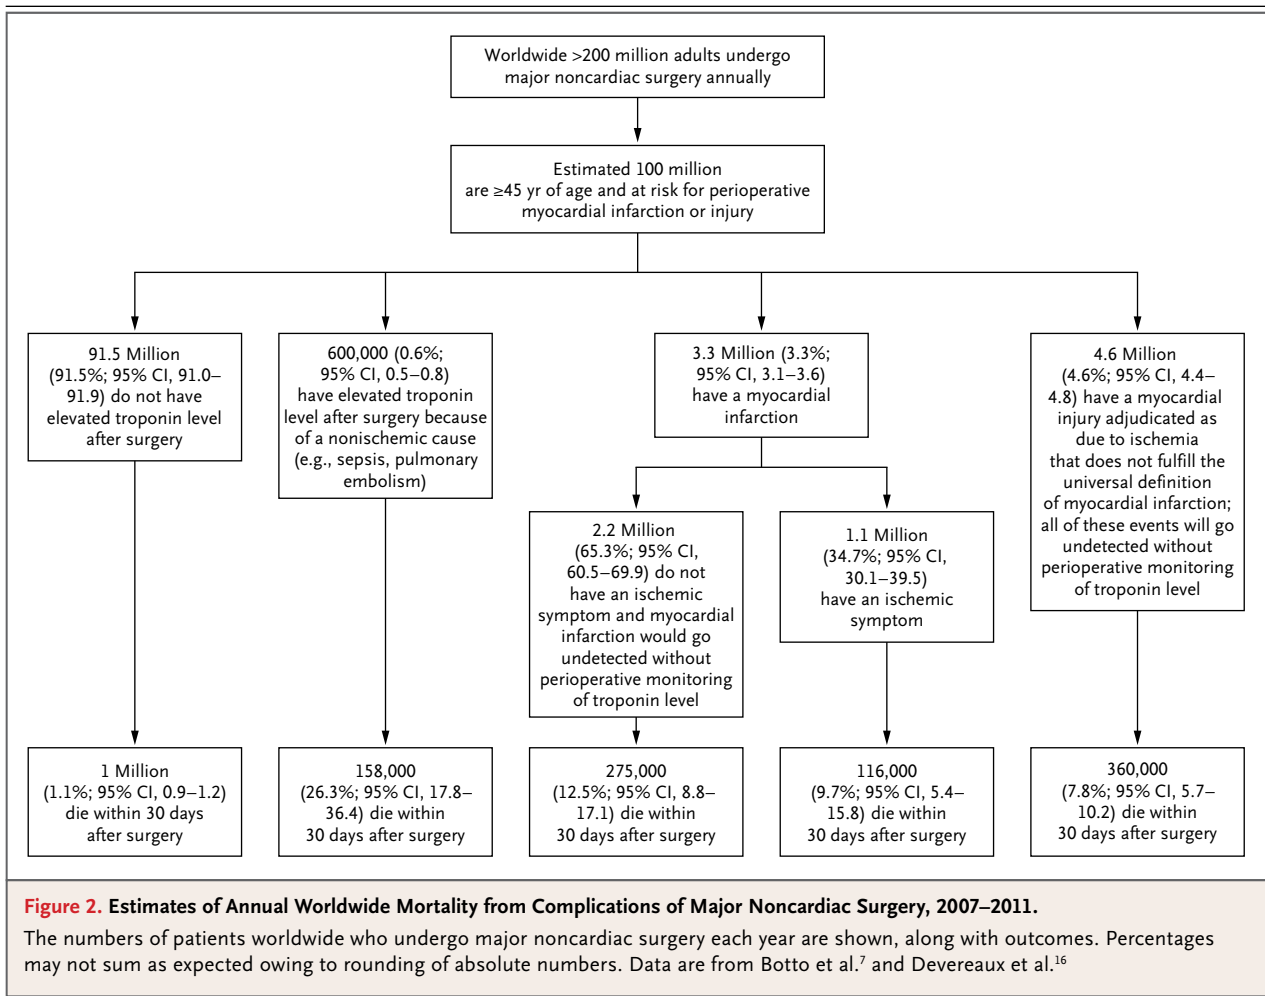 Worldwide >200 million adults undergo
major noncardiac surgery annually
Estimated 100 million
are ≥45 yr of age and at risk for perioperative
myocardial infarction or injury
91.5 Million
(91.5%; 95% CI, 91.0–
91.9) do not have
elevated troponin level
after surgery
600,000 (0.6%;
95% CI, 0.5–0.8)
have elevated troponin
level after surgery because
of a nonischemic cause
(e.g., sepsis, pulmonary
embolism)
3.3 Million (3.3%;
95% CI, 3.1–3.6)
have a myocardial
infarction
4.6 Million
(4.6%; 95% CI, 4.4–
4.8) have a myocardial
injury adjudicated as
due to ischemia
that does not fulfill the
universal definition
of myocardial infarction;
all of these events will go
undetected without
perioperative monitoring
of troponin level
2.2 Million
(65.3%; 95% CI,
60.5–69.9) do not
have an ischemic
symptom and myocardial
infarction would go
undetected without
perioperative monitoring
of troponin level
1.1 Million
(34.7%; 95% CI,
30.1–39.5)
have an ischemic
symptom
1 Million
(1.1%; 95% CI, 0.9–1.2)
die within 30 days
after surgery
158,000
(26.3%; 95% CI, 17.8–
36.4) die within
30 days after surgery
275,000
(12.5%; 95% CI, 8.8–
17.1) die within
30 days after surgery
116,000
(9.7%; 95% CI, 5.4–
15.8) die within
30 days after surgery
360,000
(7.8%; 95% CI, 5.7–
10.2) die within
30 days after surgery
Figure 2. Estimates of Annual Worldwide Mortality from Complications of Major Noncardiac Surgery, 2007–2011.
The numbers of patients worldwide who undergo major noncardiac surgery each year are shown, along with outcomes. Percentages
may not sum as expected owing to rounding of absolute numbers. Data are from Botto et al.⁷ and Devereaux et al.¹⁶